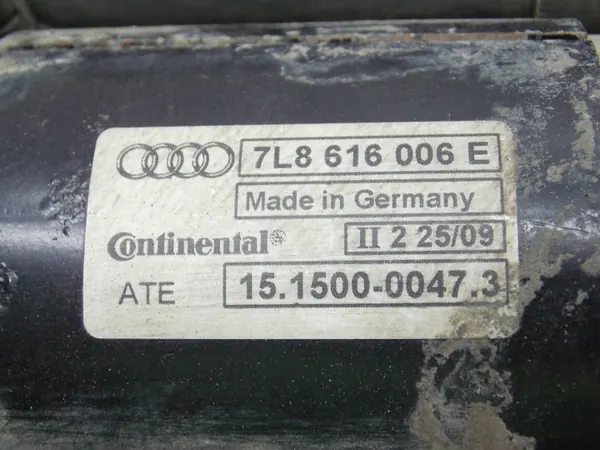 7L8 616 006 E
Made in Germany
Continental II 2 25/09
ATE 15.1500-0047.3